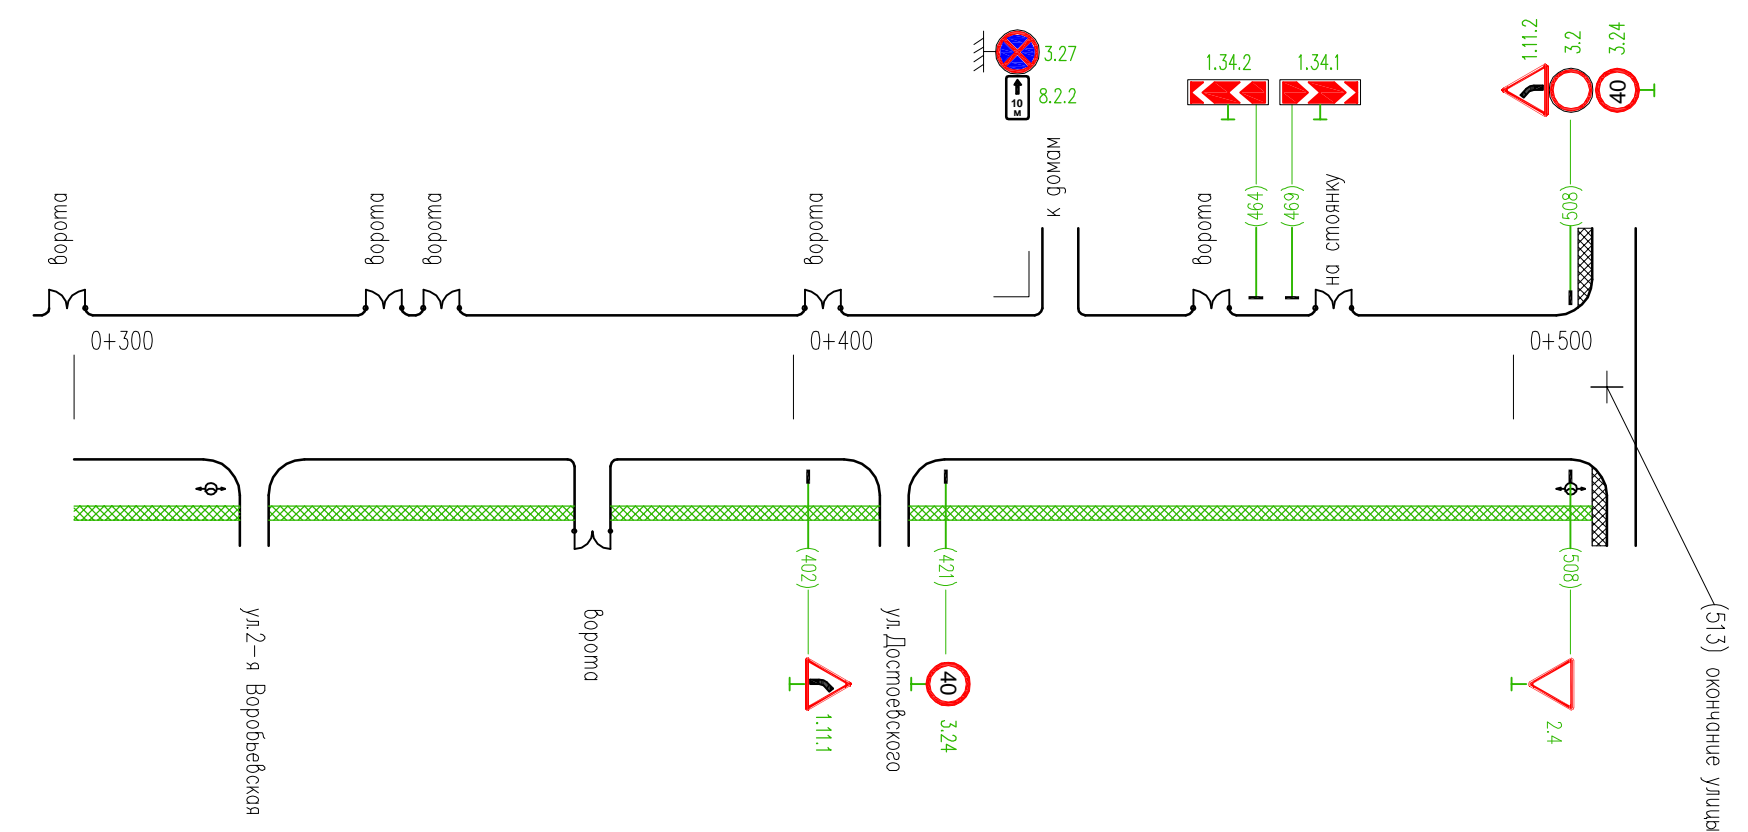 1.11.2
3.2
3.24
3.27
1.34.2
1.34.1
8.2.2
10
м
40
к домам
ворота
ворота
ворота
ворота
ворота
(464)
(469)
на стоянку
(508)
0+300
0+400
0+500
(402)
(421)
(508)
ул.2-я Воробьевская
ворота
ул.Достоевского
(513) окончание улицы
40
1.11.1
3.24
2.4